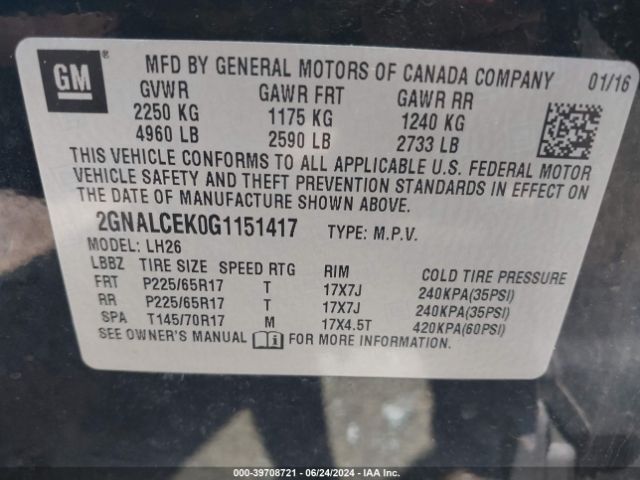 GM ®
MFD BY GENERAL MOTORS OF CANADA COMPANY 01/16
GVWR GAWR FRT GAWR RR
2250 KG 1175 KG 1240 KG
4960 LB 2590 LB 2733 LB
THIS VEHICLE CONFORMS TO ALL APPLICABLE U.S. FEDERAL MOTOR
VEHICLE SAFETY AND THEFT PREVENTION STANDARDS IN EFFECT ON
THE DATE OF MANUFACTURE SHOWN ABOVE.
2GNALCEK0G1151417 TYPE: M.P.V.
MODEL: LH26
LBBZ TIRE SIZE SPEED RTG RIM COLD TIRE PRESSURE
FRT P225/65R17 T 17X7J 240KPA(35PSI)
RR P225/65R17 T 17X7J 240KPA(35PSI)
SPA T145/70R17 M 17X4.5T 420KPA(60PSI)
SEE OWNER'S MANUAL FOR MORE INFORMATION.
000-39708721 / 06/24/2024 - IAA Inc.